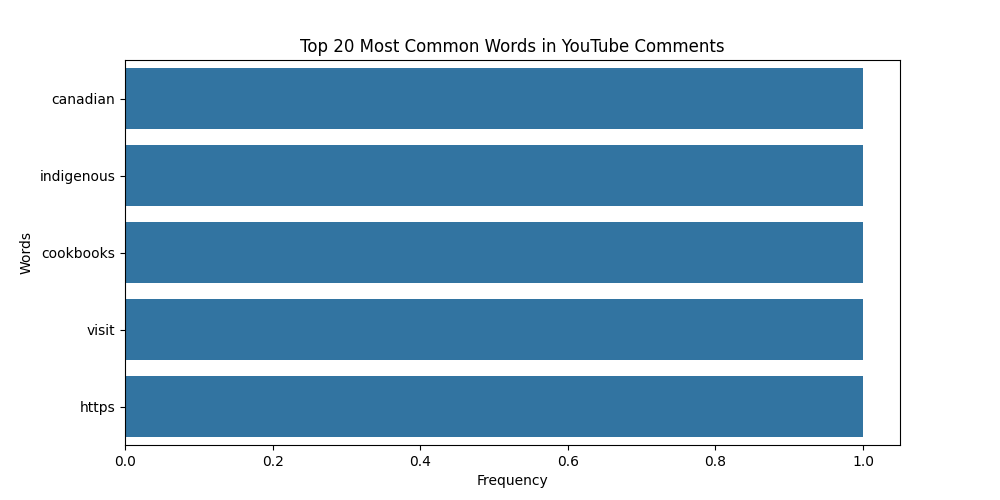 Top 20 Most Common Words in YouTube Comments
canadian
indigenous
cookbooks
visit
https
Words
0.0 0.2 0.4 0.6 0.8 1.0
Frequency